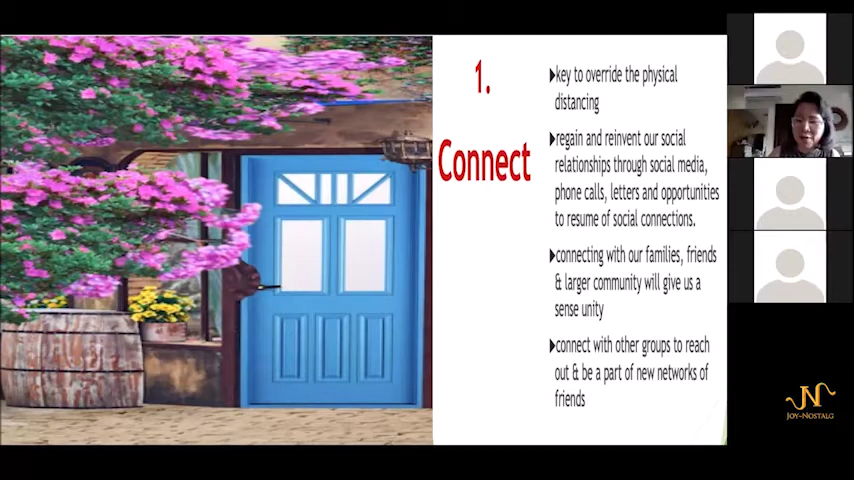 1.
Connect
key to override the physical
distancing
regain and reinvent our social
relationships through social media,
phone calls, letters and opportunities
to resume of social connections.
connecting with our families, friends
& larger community will give us a
sense unity
connect with other groups to reach
out & be a part of new networks of
friends
JN
JOY-NOSTALG